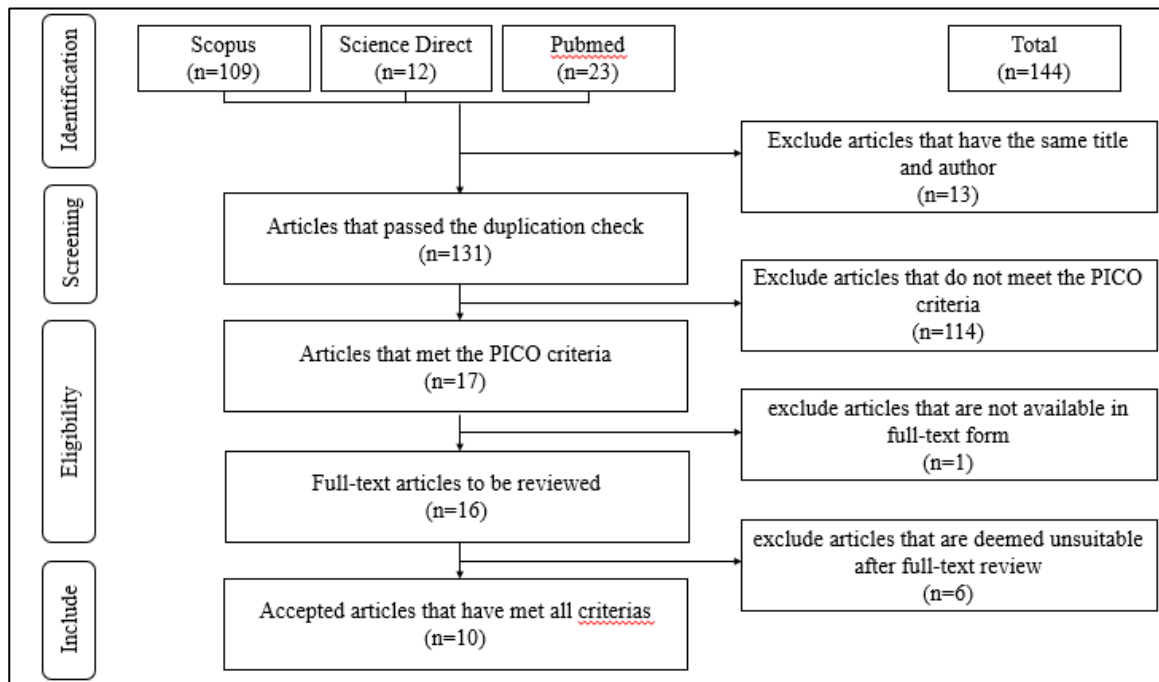 Identification
Scopus
(n=109)
Science Direct
(n=12)
Pubmed
(n=23)
Total
(n=144)
Exclude articles that have the same title
and author
(n=13)
Screening
Articles that passed the duplication check
(n=131)
Exclude articles that do not meet the PICO
criteria
(n=114)
Eligibility
Articles that met the PICO criteria
(n=17)
exclude articles that are not available in
full-text form
(n=1)
Full-text articles to be reviewed
(n=16)
exclude articles that are deemed unsuitable
after full-text review
(n=6)
Include
Accepted articles that have met all criterias
(n=10)